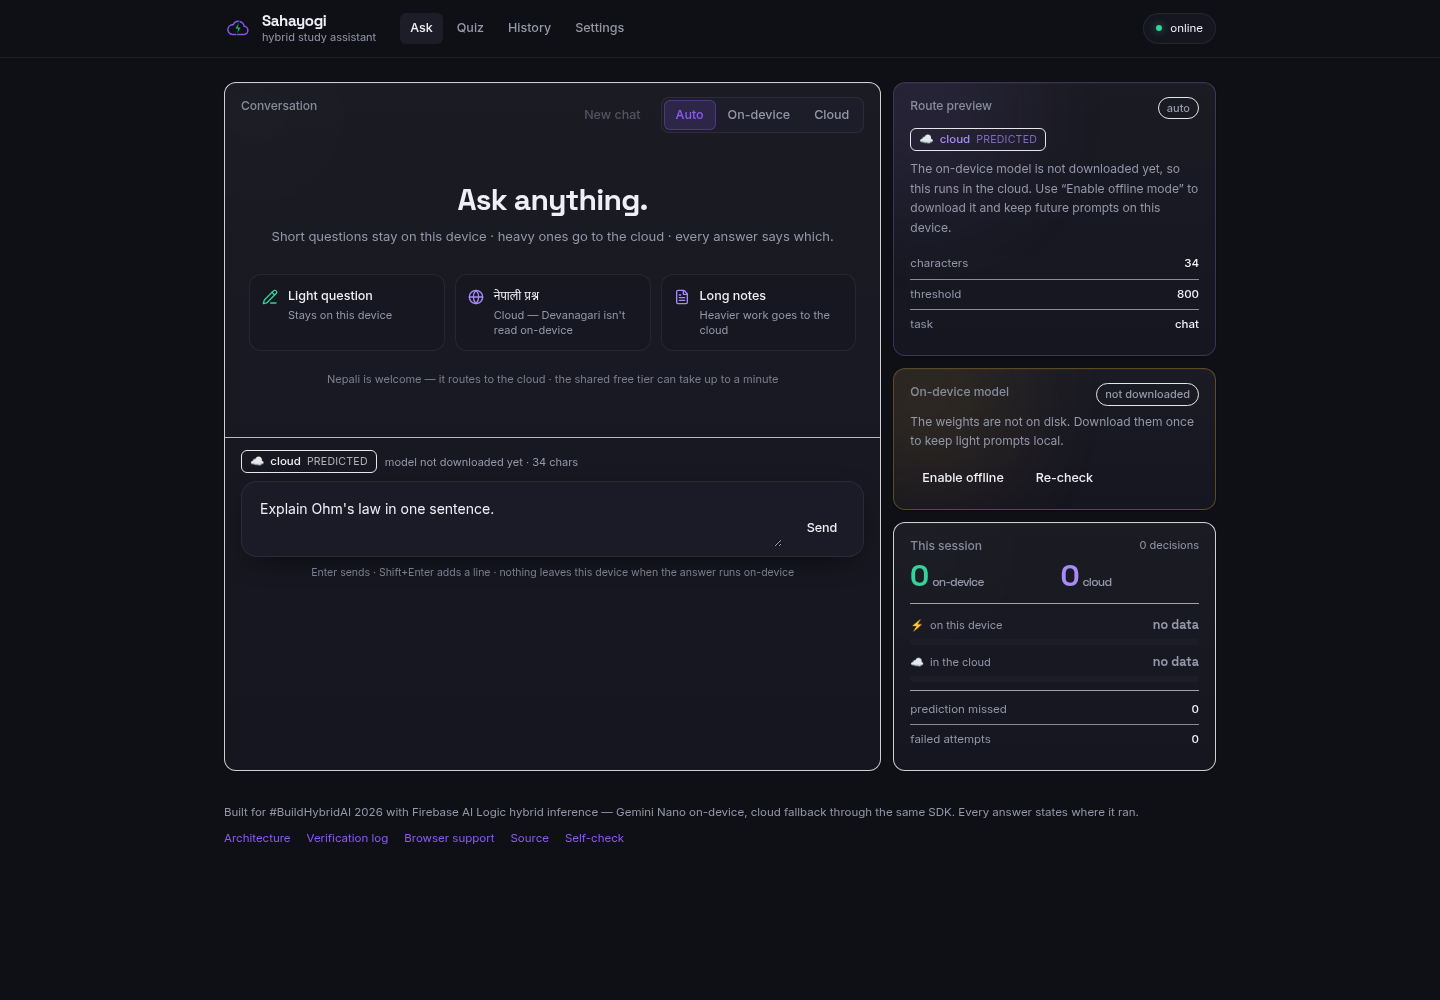 Sahayogi
hybrid study assistant
Ask
Quiz
History
Settings
online
Conversation
New chat
Auto
On-device
Cloud
Ask anything.
Short questions stay on this device · heavy ones go to the cloud · every answer says which.
Light question
Stays on this device
नेपाली प्रश्न
Cloud — Devanagari isn't
read on-device
Long notes
Heavier work goes to the
cloud
Nepali is welcome — it routes to the cloud · the shared free tier can take up to a minute
cloud PREDICTED
model not downloaded yet · 34 chars
Explain Ohm's law in one sentence.
Send
Enter sends · Shift+Enter adds a line · nothing leaves this device when the answer runs on-device
Route preview
auto
cloud PREDICTED
The on-device model is not downloaded yet, so
this runs in the cloud. Use “Enable offline mode” to
download it and keep future prompts on this
device.
characters 34
threshold 800
task chat
On-device model
not downloaded
The weights are not on disk. Download them once
to keep light prompts local.
Enable offline
Re-check
This session
0 decisions
0 on-device
0 cloud
on this device no data
in the cloud no data
prediction missed 0
failed attempts 0
Built for #BuildHybridAI 2026 with Firebase AI Logic hybrid inference — Gemini Nano on-device, cloud fallback through the same SDK. Every answer states where it ran.
Architecture
Verification log
Browser support
Source
Self-check